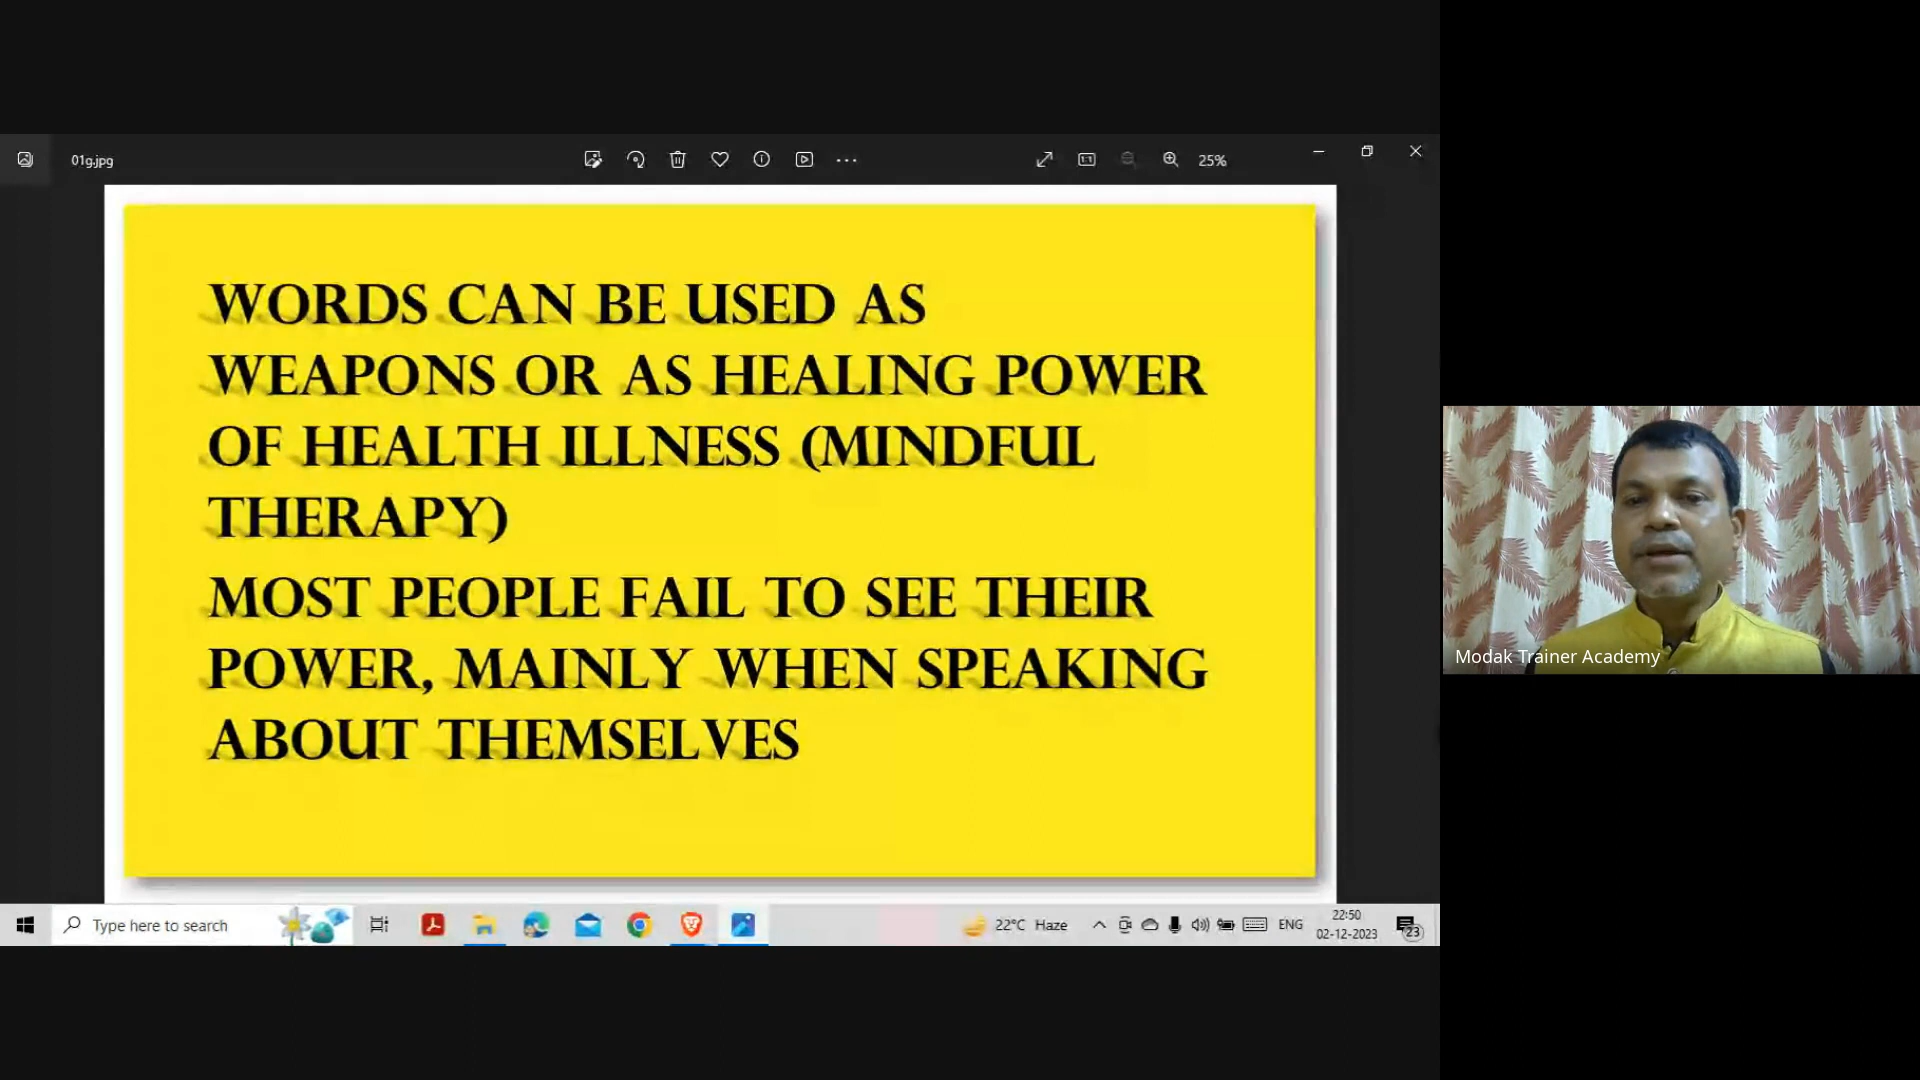 01g.jpg
25%
WORDS CAN BE USED AS
WEAPONS OR AS HEALING POWER
OF HEALTH ILLNESS (MINDFUL
THERAPY)
MOST PEOPLE FAIL TO SEE THEIR
POWER, MAINLY WHEN SPEAKING
ABOUT THEMSELVES
Modak Trainer Academy
Type here to search
22°C Haze
ENG
22:50
02-12-2023
23